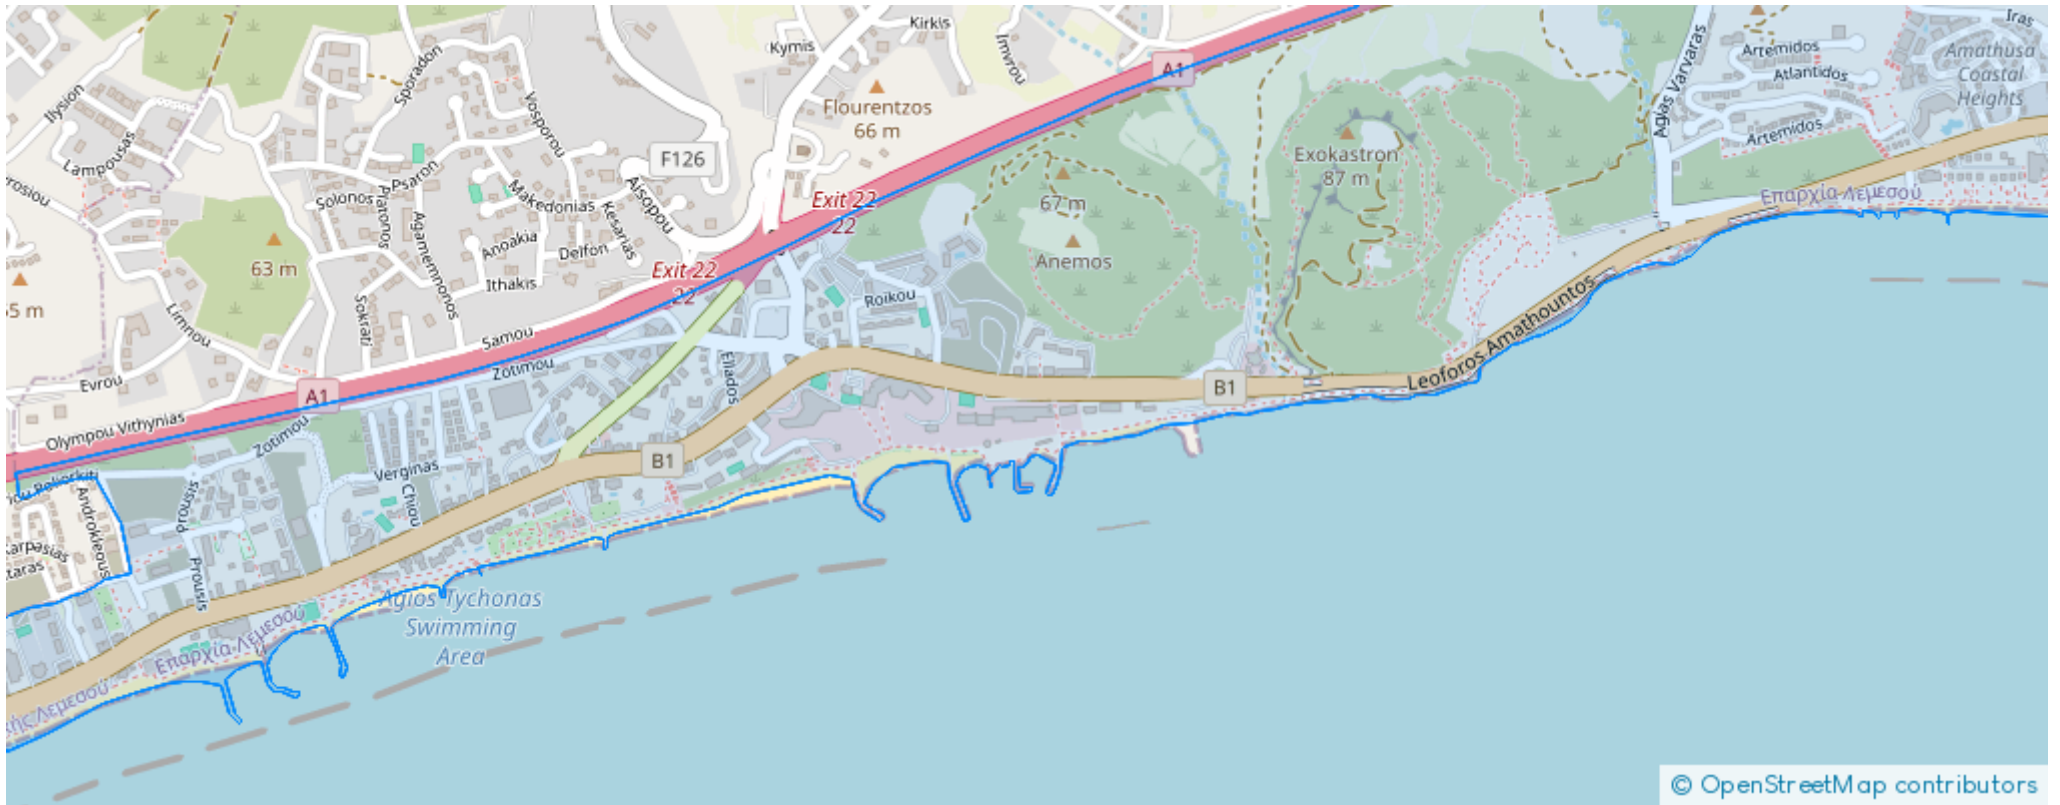 Kirkis
Kymis
Imvrou
A1
Iras
Artemidos
Amathusa
Coastal
Heights
Atlantidos
Artemidos
Agias Varvaras
Sporadon
Ilysion
Vosporou
Flourentzos
66 m
Lampousas
F126
Exokastron
87 m
Psaron
Solonos
Platonos
Makedonias
Aisopou
Kesarias
Exit 22
22
67 m
Επαρχία Λεμεσού
Agamemnonos
Anoakia
Delfon
63 m
Ithakis
Exit 22
22
Anemos
Roikou
Limnou
Sokrati
Samou
Zotimou
Elladosˍ
Evrou
A1
B1
Leoforos Amathountos
Olympou Vithynias
Zotimou
Verginas
Chiou
B1
Androkleous
Prousis
Karpasias
Prousis
Agios Tychonas
Swimming
Area
Επαρχία Λεμεσού
© OpenStreetMap contributors